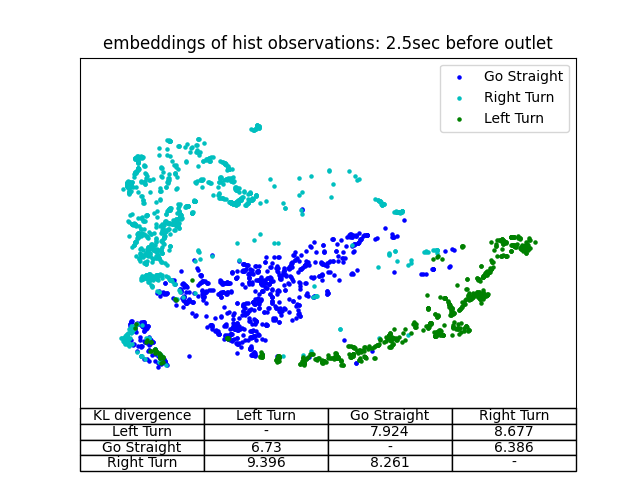 embeddings of hist observations: 2.5sec before outlet
Go Straight
Right Turn
Left Turn
KL divergence Left Turn Go Straight Right Turn
Left Turn - 7.924 8.677
Go Straight 6.73 - 6.386
Right Turn 9.396 8.261 -